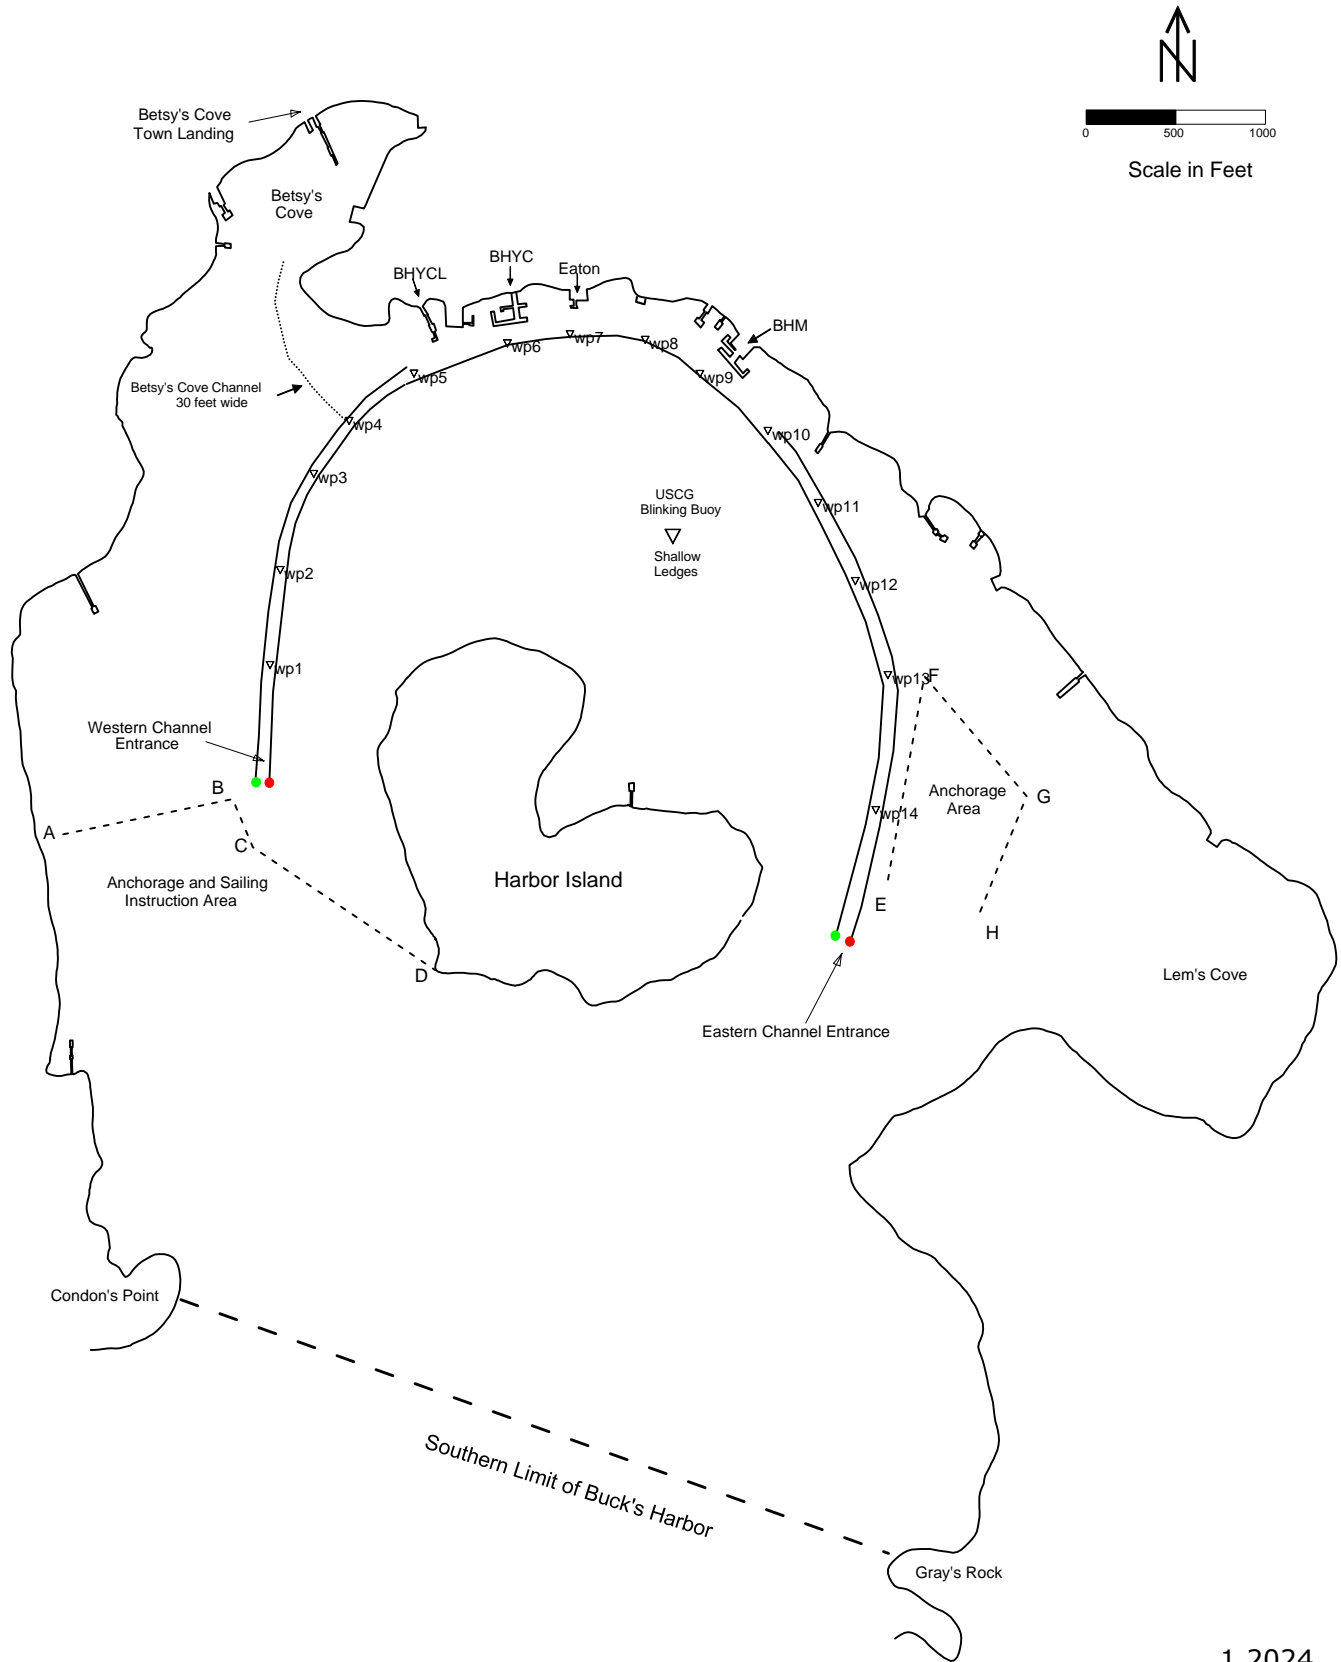 N
0 500 1000
Scale in Feet
Betsy's Cove
Town Landing
Betsy's
Cove
BHYCL
BHYC
Eaton
BHM
wp6
wp7
wp8
wp5
wp9
Betsy's Cove Channel
30 feet wide
wp4
wp10
wp3
wp11
USCG
Blinking Buoy
Shallow
Ledges
wp2
wp12
wp1
wp13
F
Western Channel
Entrance
B
A
C
Anchorage
Area
G
wp14
Anchorage and Sailing
Instruction Area
Harbor Island
E
H
D
Lem's Cove
Eastern Channel Entrance
Condon's Point
Southern Limit of Buck's Harbor
Gray's Rock
1 2024